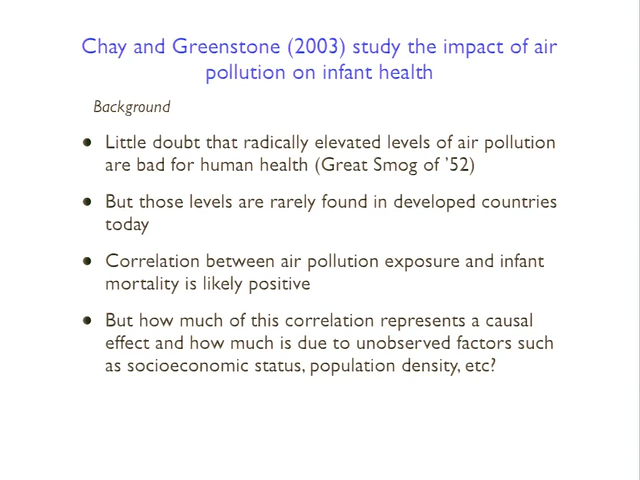 Chay and Greenstone (2003) study the impact of air
pollution on infant health
Background
• Little doubt that radically elevated levels of air pollution
are bad for human health (Great Smog of ’52)
• But those levels are rarely found in developed countries
today
• Correlation between air pollution exposure and infant
mortality is likely positive
• But how much of this correlation represents a causal
effect and how much is due to unobserved factors such
as socioeconomic status, population density, etc?